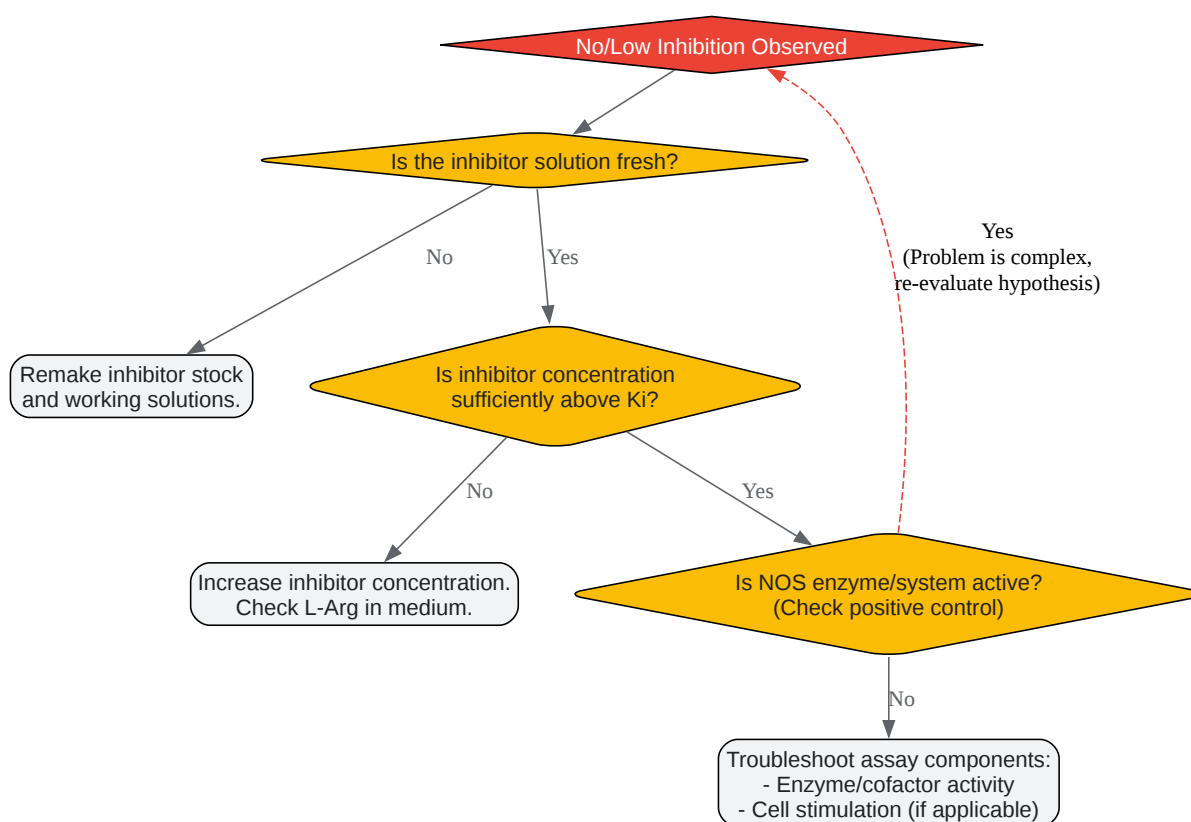 No/Low Inhibition Observed
Is the inhibitor solution fresh?
No
Yes
Yes
(Problem is complex,
re-evaluate hypothesis)
Remake inhibitor stock
and working solutions.
Is inhibitor concentration
sufficiently above Ki?
No
Yes
Increase inhibitor concentration.
Check L-Arg in medium.
Is NOS enzyme/system active?
(Check positive control)
No
Troubleshoot assay components:
- Enzyme/cofactor activity
- Cell stimulation (if applicable)